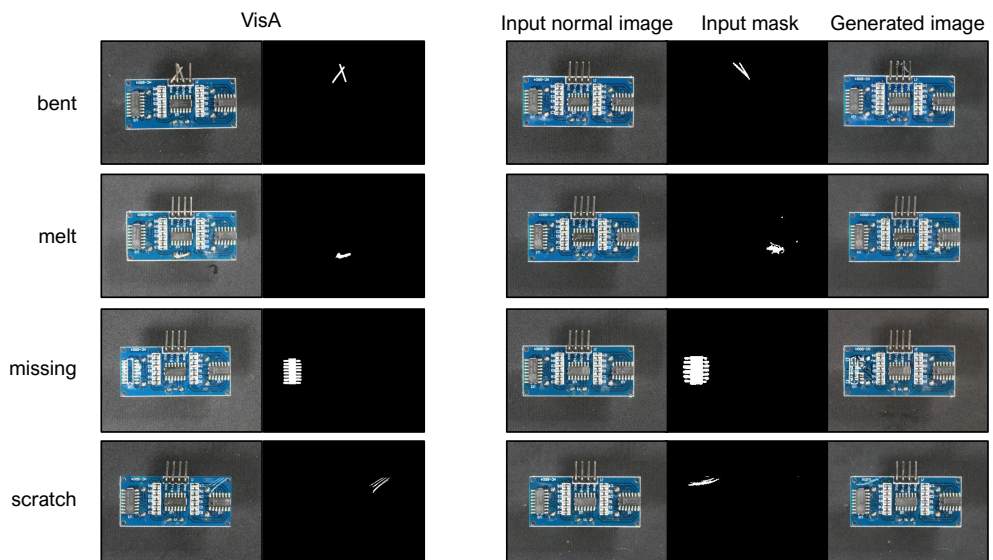 VisA
Input normal image Input mask Generated image
bent
melt
missing
scratch